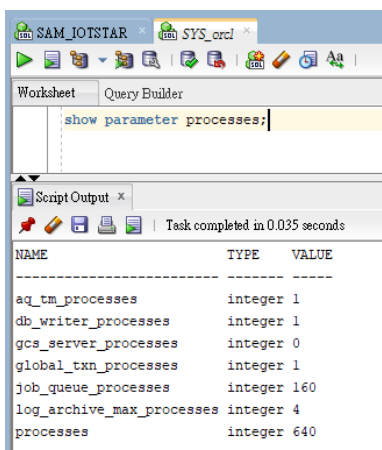 SAM_IOTSTAR × SYS_orcl ×
Worksheet Query Builder
show parameter processes;
Script Output ×
Task completed in 0.035 seconds
NAME TYPE VALUE
-------------------------- ------- -----
aq_tm_processes integer 1
db_writer_processes integer 1
gcs_server_processes integer 0
global_txn_processes integer 1
job_queue_processes integer 160
log_archive_max_processes integer 4
processes integer 640